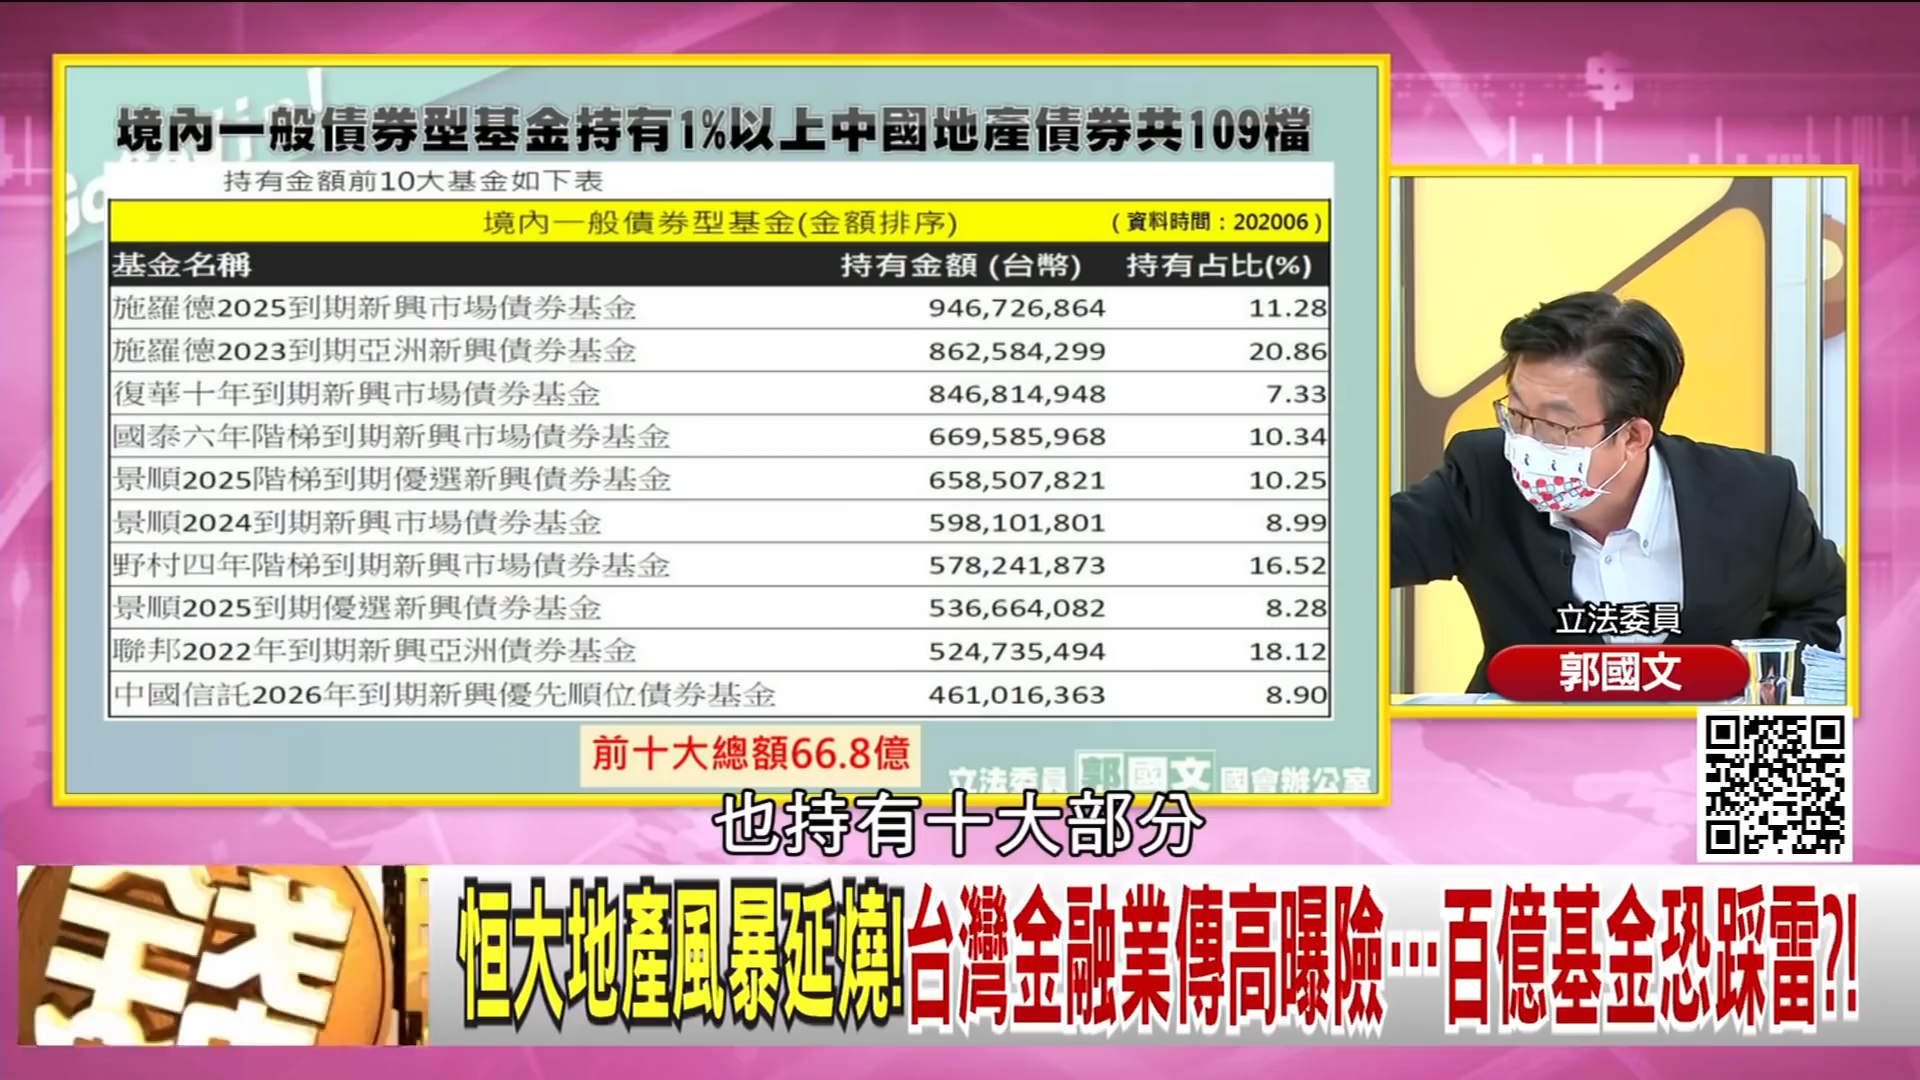 境內一般債券型基金持有1%以上中國地產債券共109檔
持有金額前10大基金如下表
境內一般債券型基金(金額排序) (資料時間：202006)
基金名稱 持有金額 (台幣) 持有占比(%)
施羅德2025到期新興市場債券基金 946,726,864 11.28
施羅德2023到期亞洲新興債券基金 862,584,299 20.86
復華十年到期新興市場債券基金 846,814,948 7.33
國泰六年階梯到期新興市場債券基金 669,585,968 10.34
景順2025階梯到期優選新興債券基金 658,507,821 10.25
景順2024到期新興市場債券基金 598,101,801 8.99
野村四年階梯到期新興市場債券基金 578,241,873 16.52
景順2025到期優選新興債券基金 536,664,082 8.28
聯邦2022年到期新興亞洲債券基金 524,735,494 18.12
中國信託2026年到期新興優先順位債券基金 461,016,363 8.90
前十大總額66.8億
立法委員 郭國文 國會辦公室
立法委員
郭國文
也持有十大部分
恒大地產風暴延燒!台灣金融業傳高曝險…百億基金恐踩雷?!